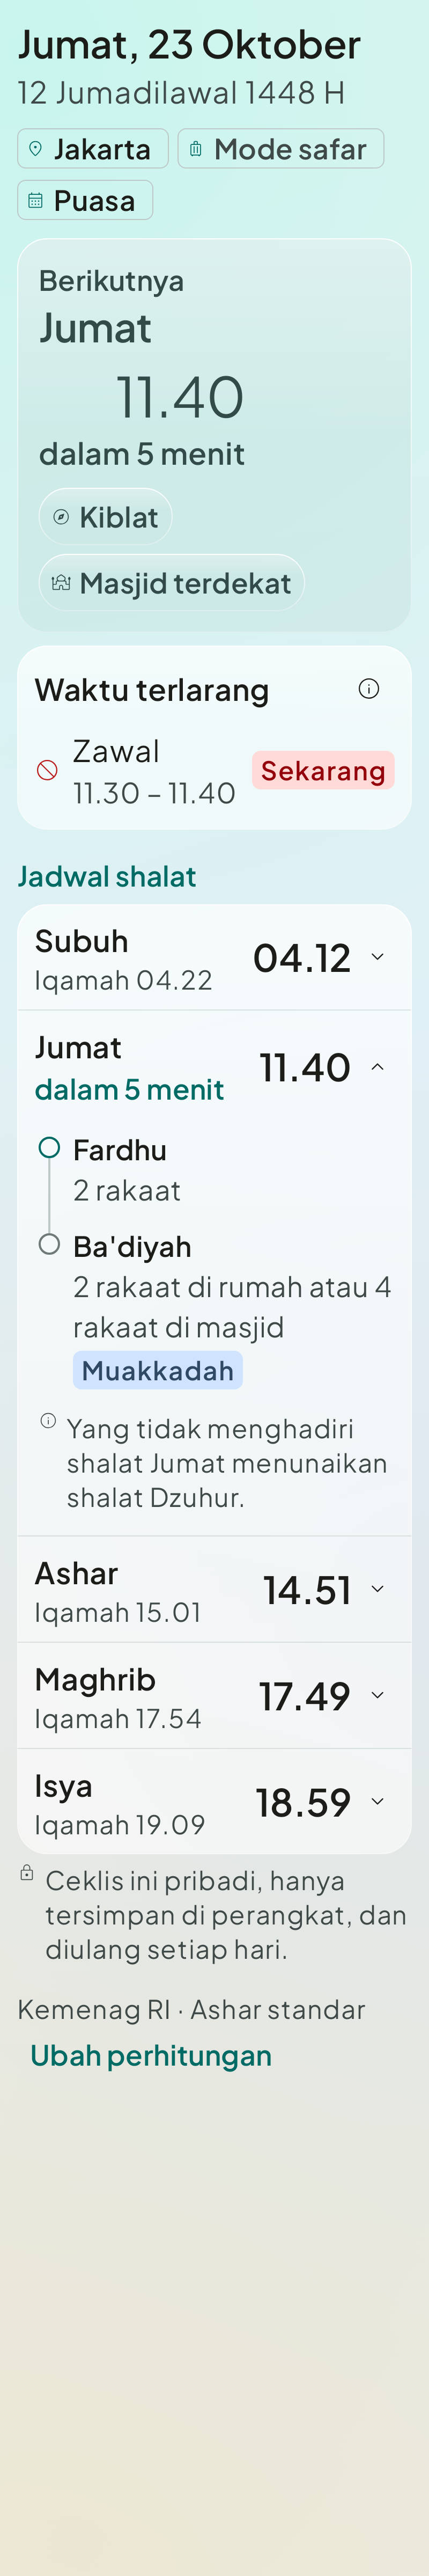 Jumat, 23 Oktober
12 Jumadilawal 1448 H
Jakarta
Mode safar
Puasa
Berikutnya
Jumat
11.40
dalam 5 menit
Kiblat
Masjid terdekat
Waktu terlarang
Zawal
11.30 – 11.40
Sekarang
Jadwal shalat
Subuh
04.12
Iqamah 04.22
Jumat
11.40
dalam 5 menit
Fardhu
2 rakaat
Ba'diyah
2 rakaat di rumah atau 4
rakaat di masjid
Muakkadah
Yang tidak menghadiri
shalat Jumat menunaikan
shalat Dzuhur.
Ashar
14.51
Iqamah 15.01
Maghrib
17.49
Iqamah 17.54
Isya
18.59
Iqamah 19.09
Ceklis ini pribadi, hanya
tersimpan di perangkat, dan
diulang setiap hari.
Kemenag RI · Ashar standar
Ubah perhitungan